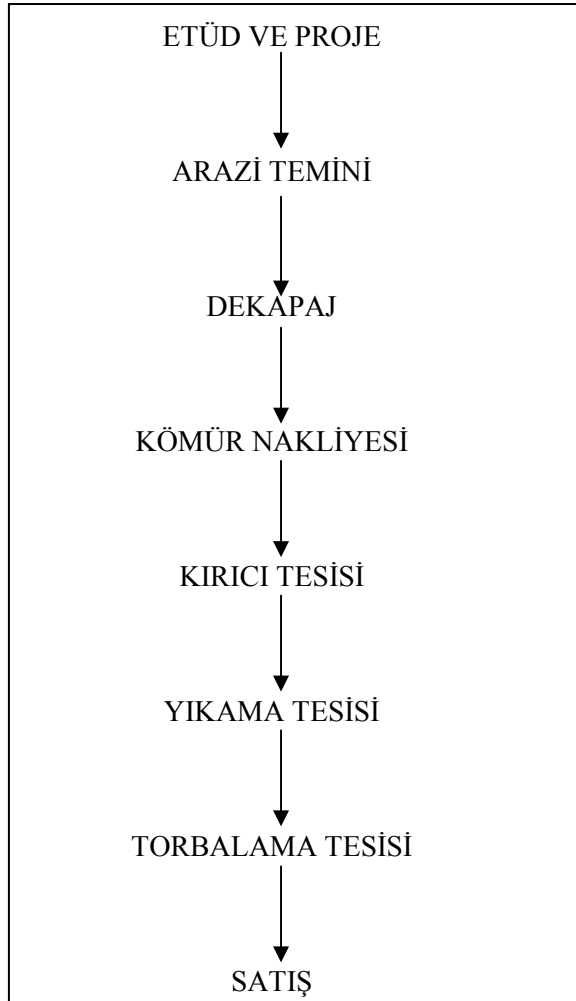 ETÜD VE PROJE
ARAZİ TEMİNİ
DEKAPAJ
KÖMÜR NAKLİYESİ
KIRICI TESİSİ
YIKAMA TESİSİ
TORBALAMA TESİSİ
SATIŞ